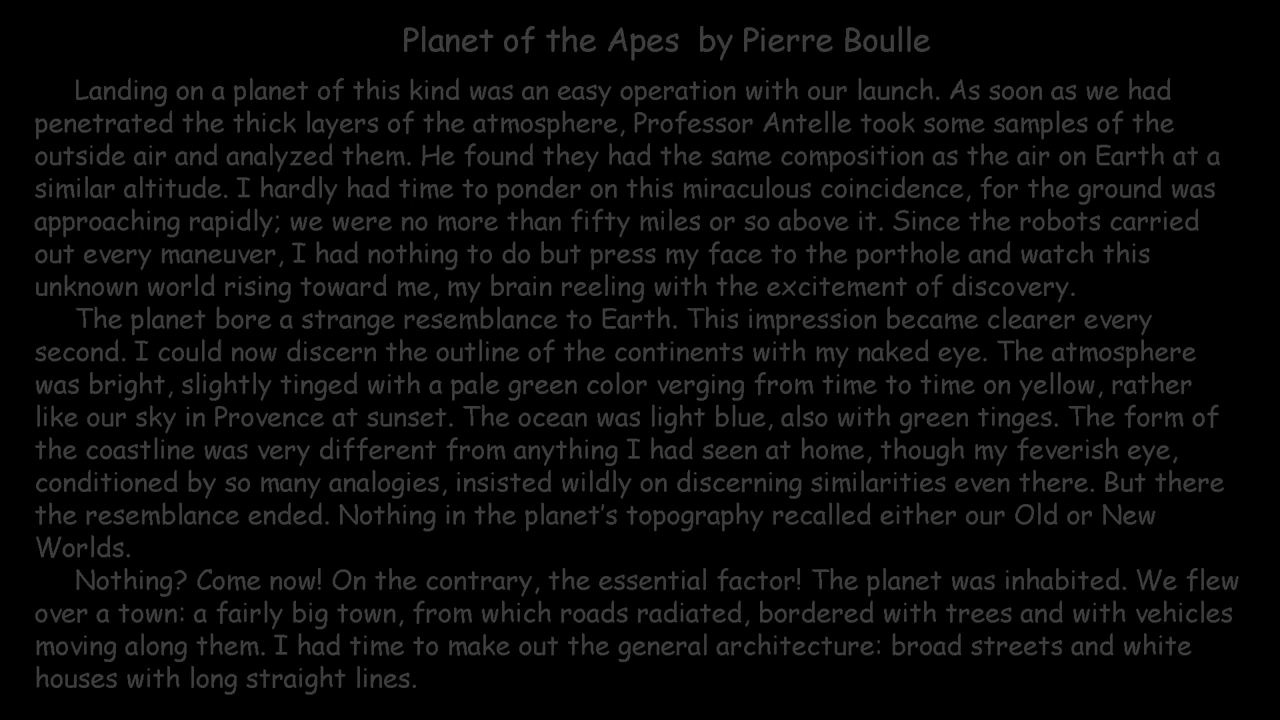 Planet of the Apes  by Pierre Boulle
Landing on a planet of this kind was an easy operation with our launch. As soon as we had
penetrated the thick layers of the atmosphere, Professor Antelle took some samples of the
outside air and analyzed them. He found they had the same composition as the air on Earth at a
similar altitude. I hardly had time to ponder on this miraculous coincidence, for the ground was
approaching rapidly; we were no more than fifty miles or so above it. Since the robots carried
out every maneuver, I had nothing to do but press my face to the porthole and watch this
unknown world rising toward me, my brain reeling with the excitement of discovery.
The planet bore a strange resemblance to Earth. This impression became clearer every
second. I could now discern the outline of the continents with my naked eye. The atmosphere
was bright, slightly tinged with a pale green color verging from time to time on yellow, rather
like our sky in Provence at sunset. The ocean was light blue, also with green tinges. The form of
the coastline was very different from anything I had seen at home, though my feverish eye,
conditioned by so many analogies, insisted wildly on discerning similarities even there. But there
the resemblance ended. Nothing in the planet's topography recalled either our Old or New
Worlds.
Nothing? Come now! On the contrary, the essential factor! The planet was inhabited. We flew
over a town: a fairly big town, from which roads radiated, bordered with trees and with vehicles
moving along them. I had time to make out the general architecture: broad streets and white
houses with long straight lines.